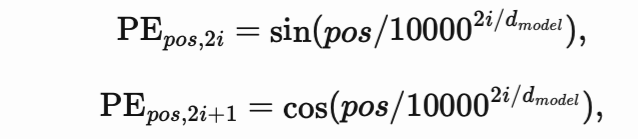 PE_{pos,2i} = sin(pos/10000^{2i/d_{model}}),
PE_{pos,2i+1} = cos(pos/10000^{2i/d_{model}}),